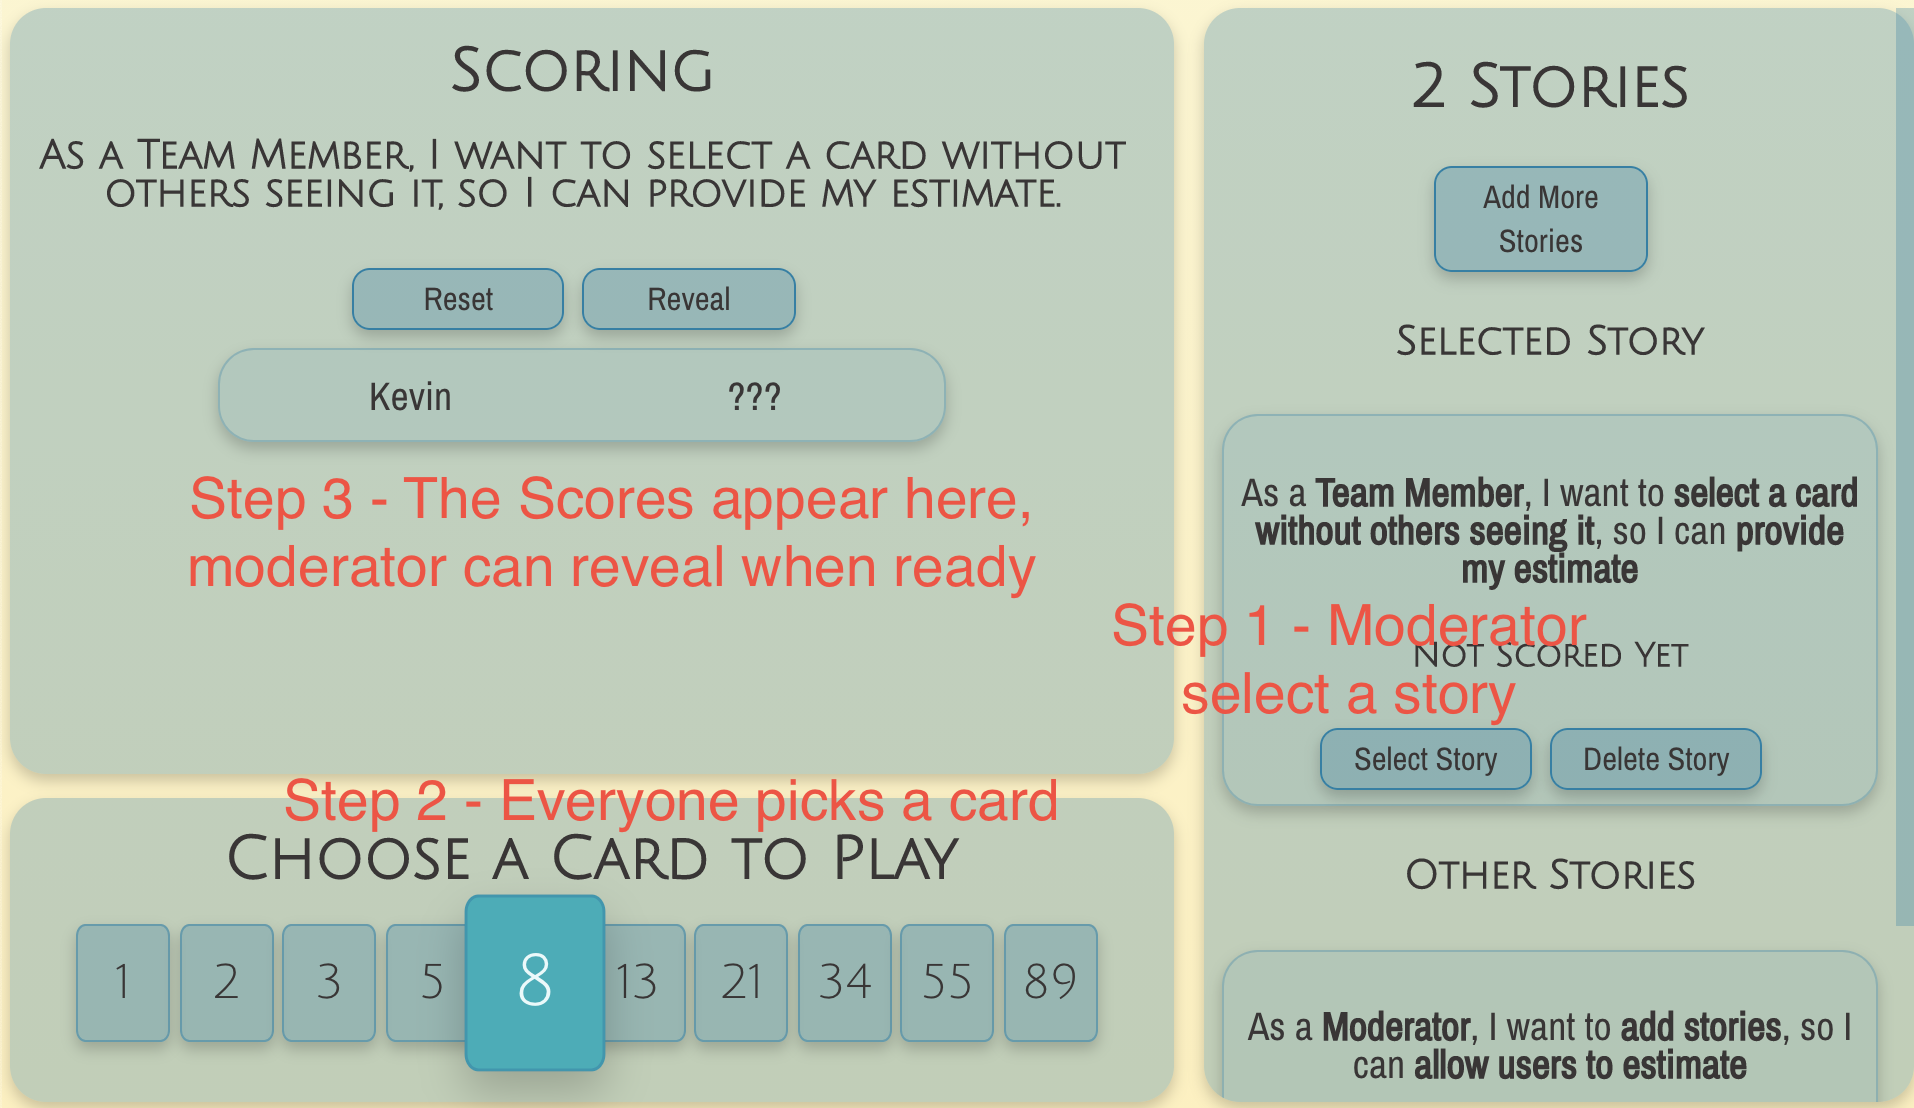 Scoring
As a Team Member, I want to select a card without
others seeing it, so I can provide my estimate.
Reset
Reveal
Kevin ???
Step 3 - The Scores appear here,
moderator can reveal when ready
Step 2 - Everyone picks a card
Choose a Card to Play
1 2 3 5 8 13 21 34 55 89
2 Stories
Add More
Stories
Selected Story
As a Team Member, I want to select a card
without others seeing it, so I can provide
my estimate
Step 1 - Moderator
Not scored Yet
select a story
Select Story
Delete Story
Other Stories
As a Moderator, I want to add stories, so I
can allow users to estimate